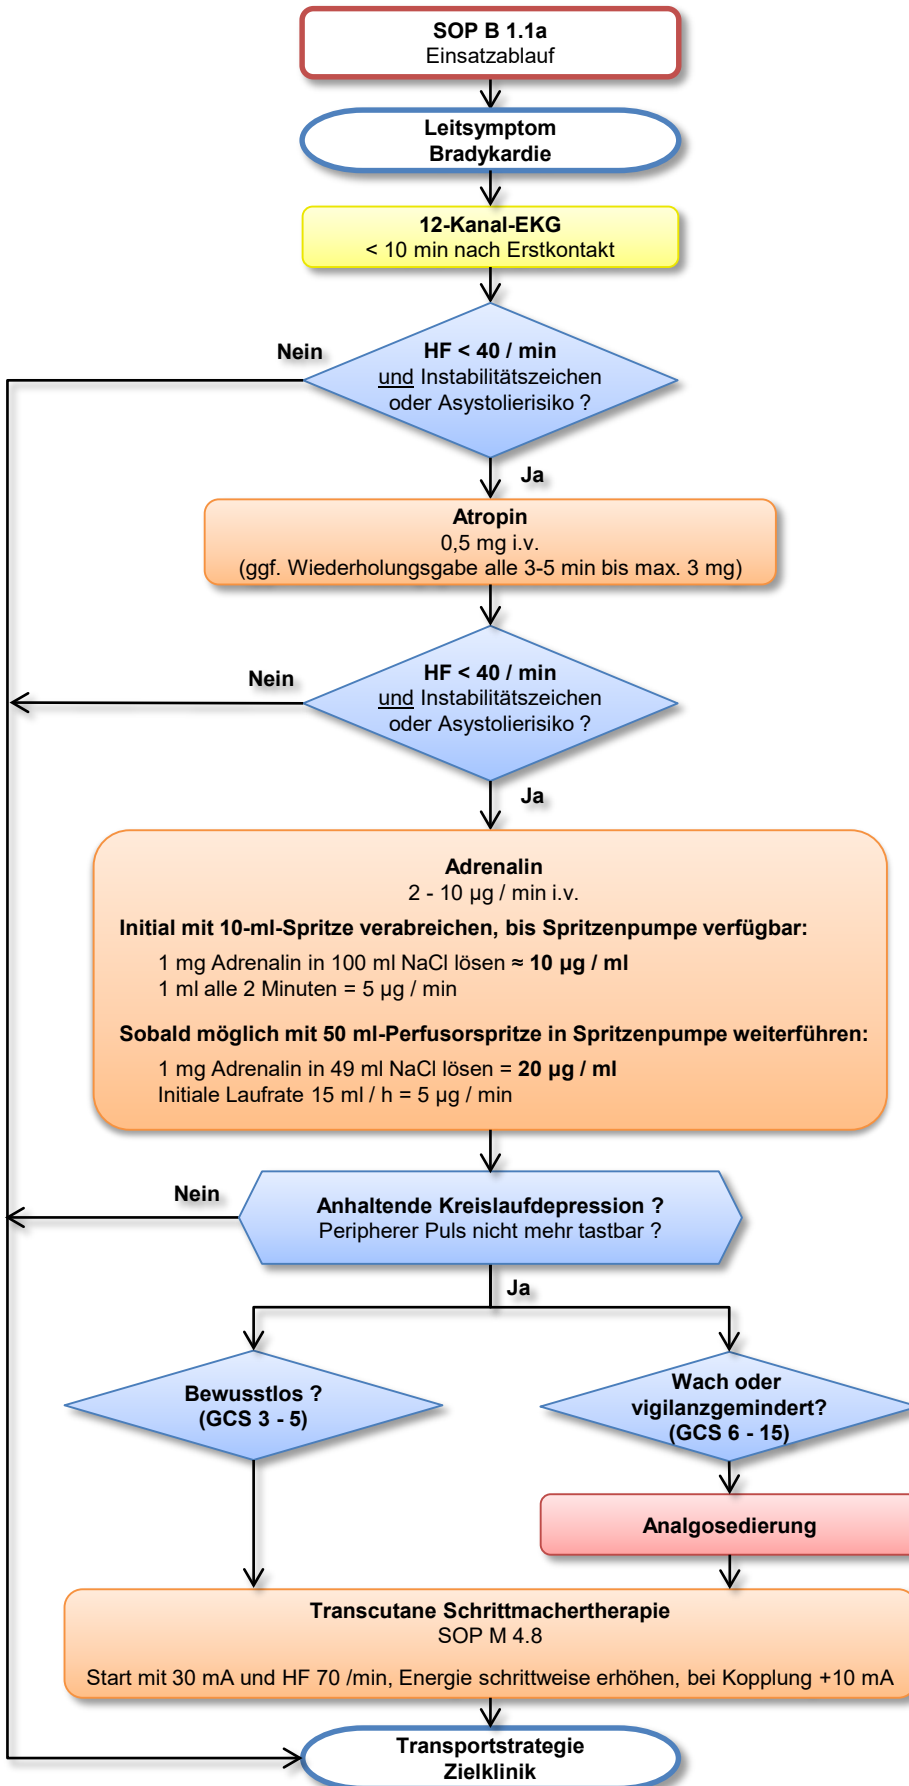 SOP B 1.1a
Einsatzablauf
Leitsymptom
Bradykardie
12-Kanal-EKG
< 10 min nach Erstkontakt
Nein
HF < 40 / min
und Instabilitätszeichen
oder Asystolierisiko ?
Ja
Atropin
0,5 mg i.v.
(ggf. Wiederholungsgabe alle 3-5 min bis max. 3 mg)
Nein
HF < 40 / min
und Instabilitätszeichen
oder Asystolierisiko ?
Ja
Adrenalin
2 - 10 µg / min i.v.
Initial mit 10-ml-Spritze verabreichen, bis Spritzenpumpe verfügbar:
1 mg Adrenalin in 100 ml NaCl lösen ≈ 10 µg / ml
1 ml alle 2 Minuten = 5 µg / min
Sobald möglich mit 50 ml-Perfusorspritze in Spritzenpumpe weiterführen:
1 mg Adrenalin in 49 ml NaCl lösen = 20 µg / ml
Initiale Laufrate 15 ml / h = 5 µg / min
Nein
Anhaltende Kreislaufdepression ?
Peripherer Puls nicht mehr tastbar ?
Ja
Bewusstlos ?
(GCS 3 - 5)
Wach oder
vigilanzgemindert?
(GCS 6 - 15)
Analgosedierung
Transcutane Schrittmachertherapie
SOP M 4.8
Start mit 30 mA und HF 70 /min, Energie schrittweise erhöhen, bei Kopplung +10 mA
Transportstrategie
Zielklinik